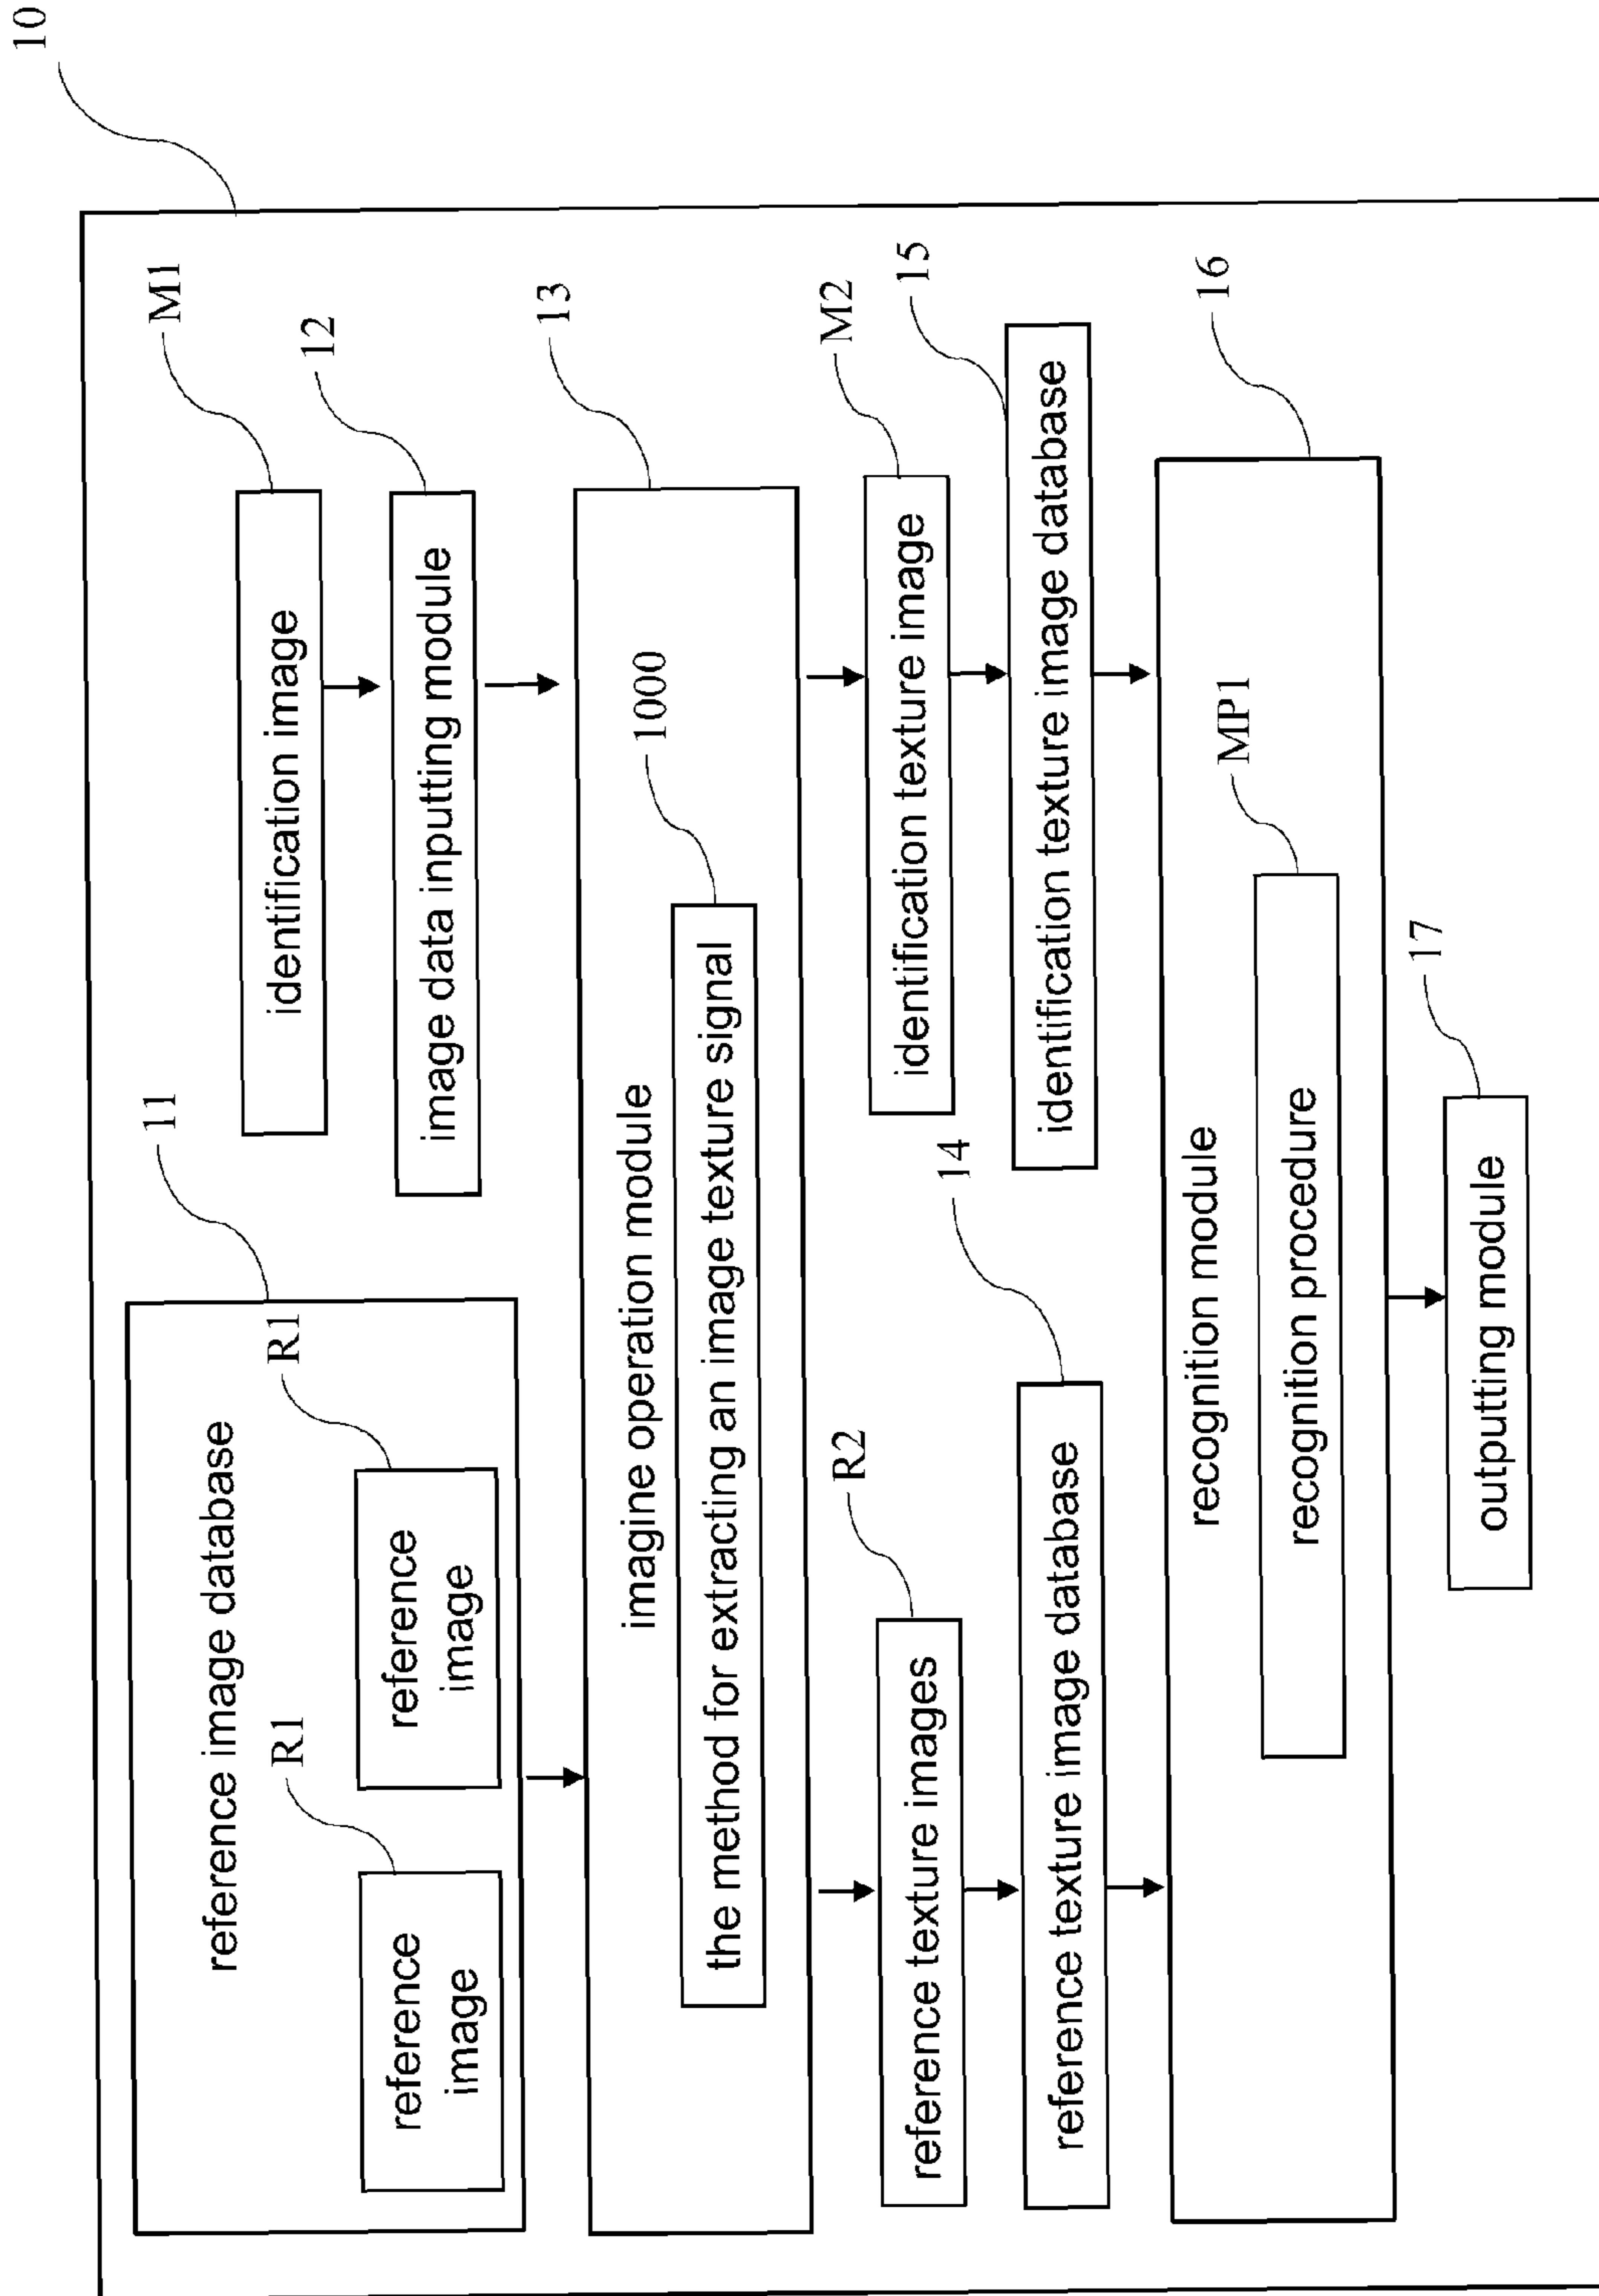 10
11
reference image database
R1
R1
reference
image
reference
image
M1
identification image
12
image data inputting module
13
imagine operation module
1000
the method for extracting an image texture signal
R2
reference texture images
M2
identification texture image
14
reference texture image database
15
identification texture image database
16
recognition module
MP1
recognition procedure
17
outputting module